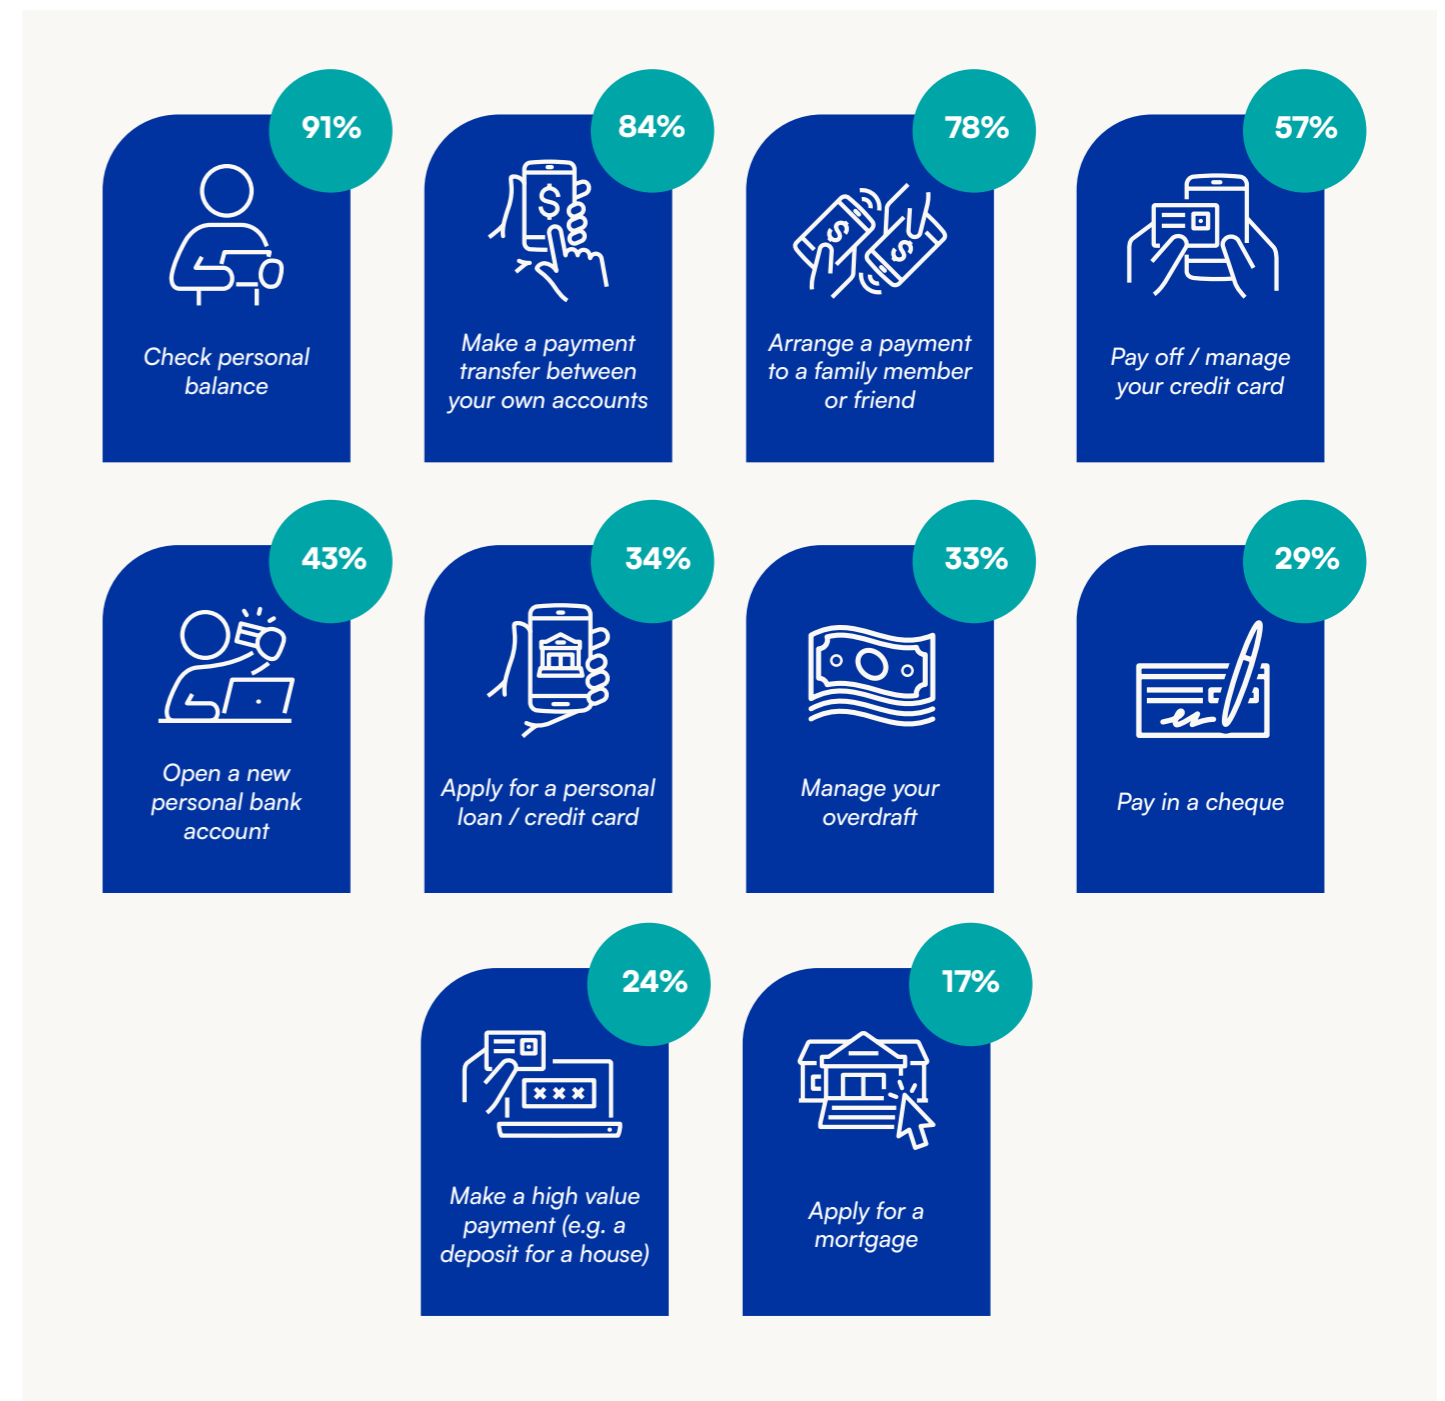 91%
Check personal
balance
84%
Make a payment
transfer between
your own accounts
78%
Arrange a payment
to a family member
or friend
57%
Pay off / manage
your credit card
43%
Open a new
personal bank
account
34%
Apply for a personal
loan / credit card
33%
Manage your
overdraft
29%
Pay in a cheque
24%
Make a high value
payment (e.g. a
deposit for a house)
17%
Apply for a
mortgage